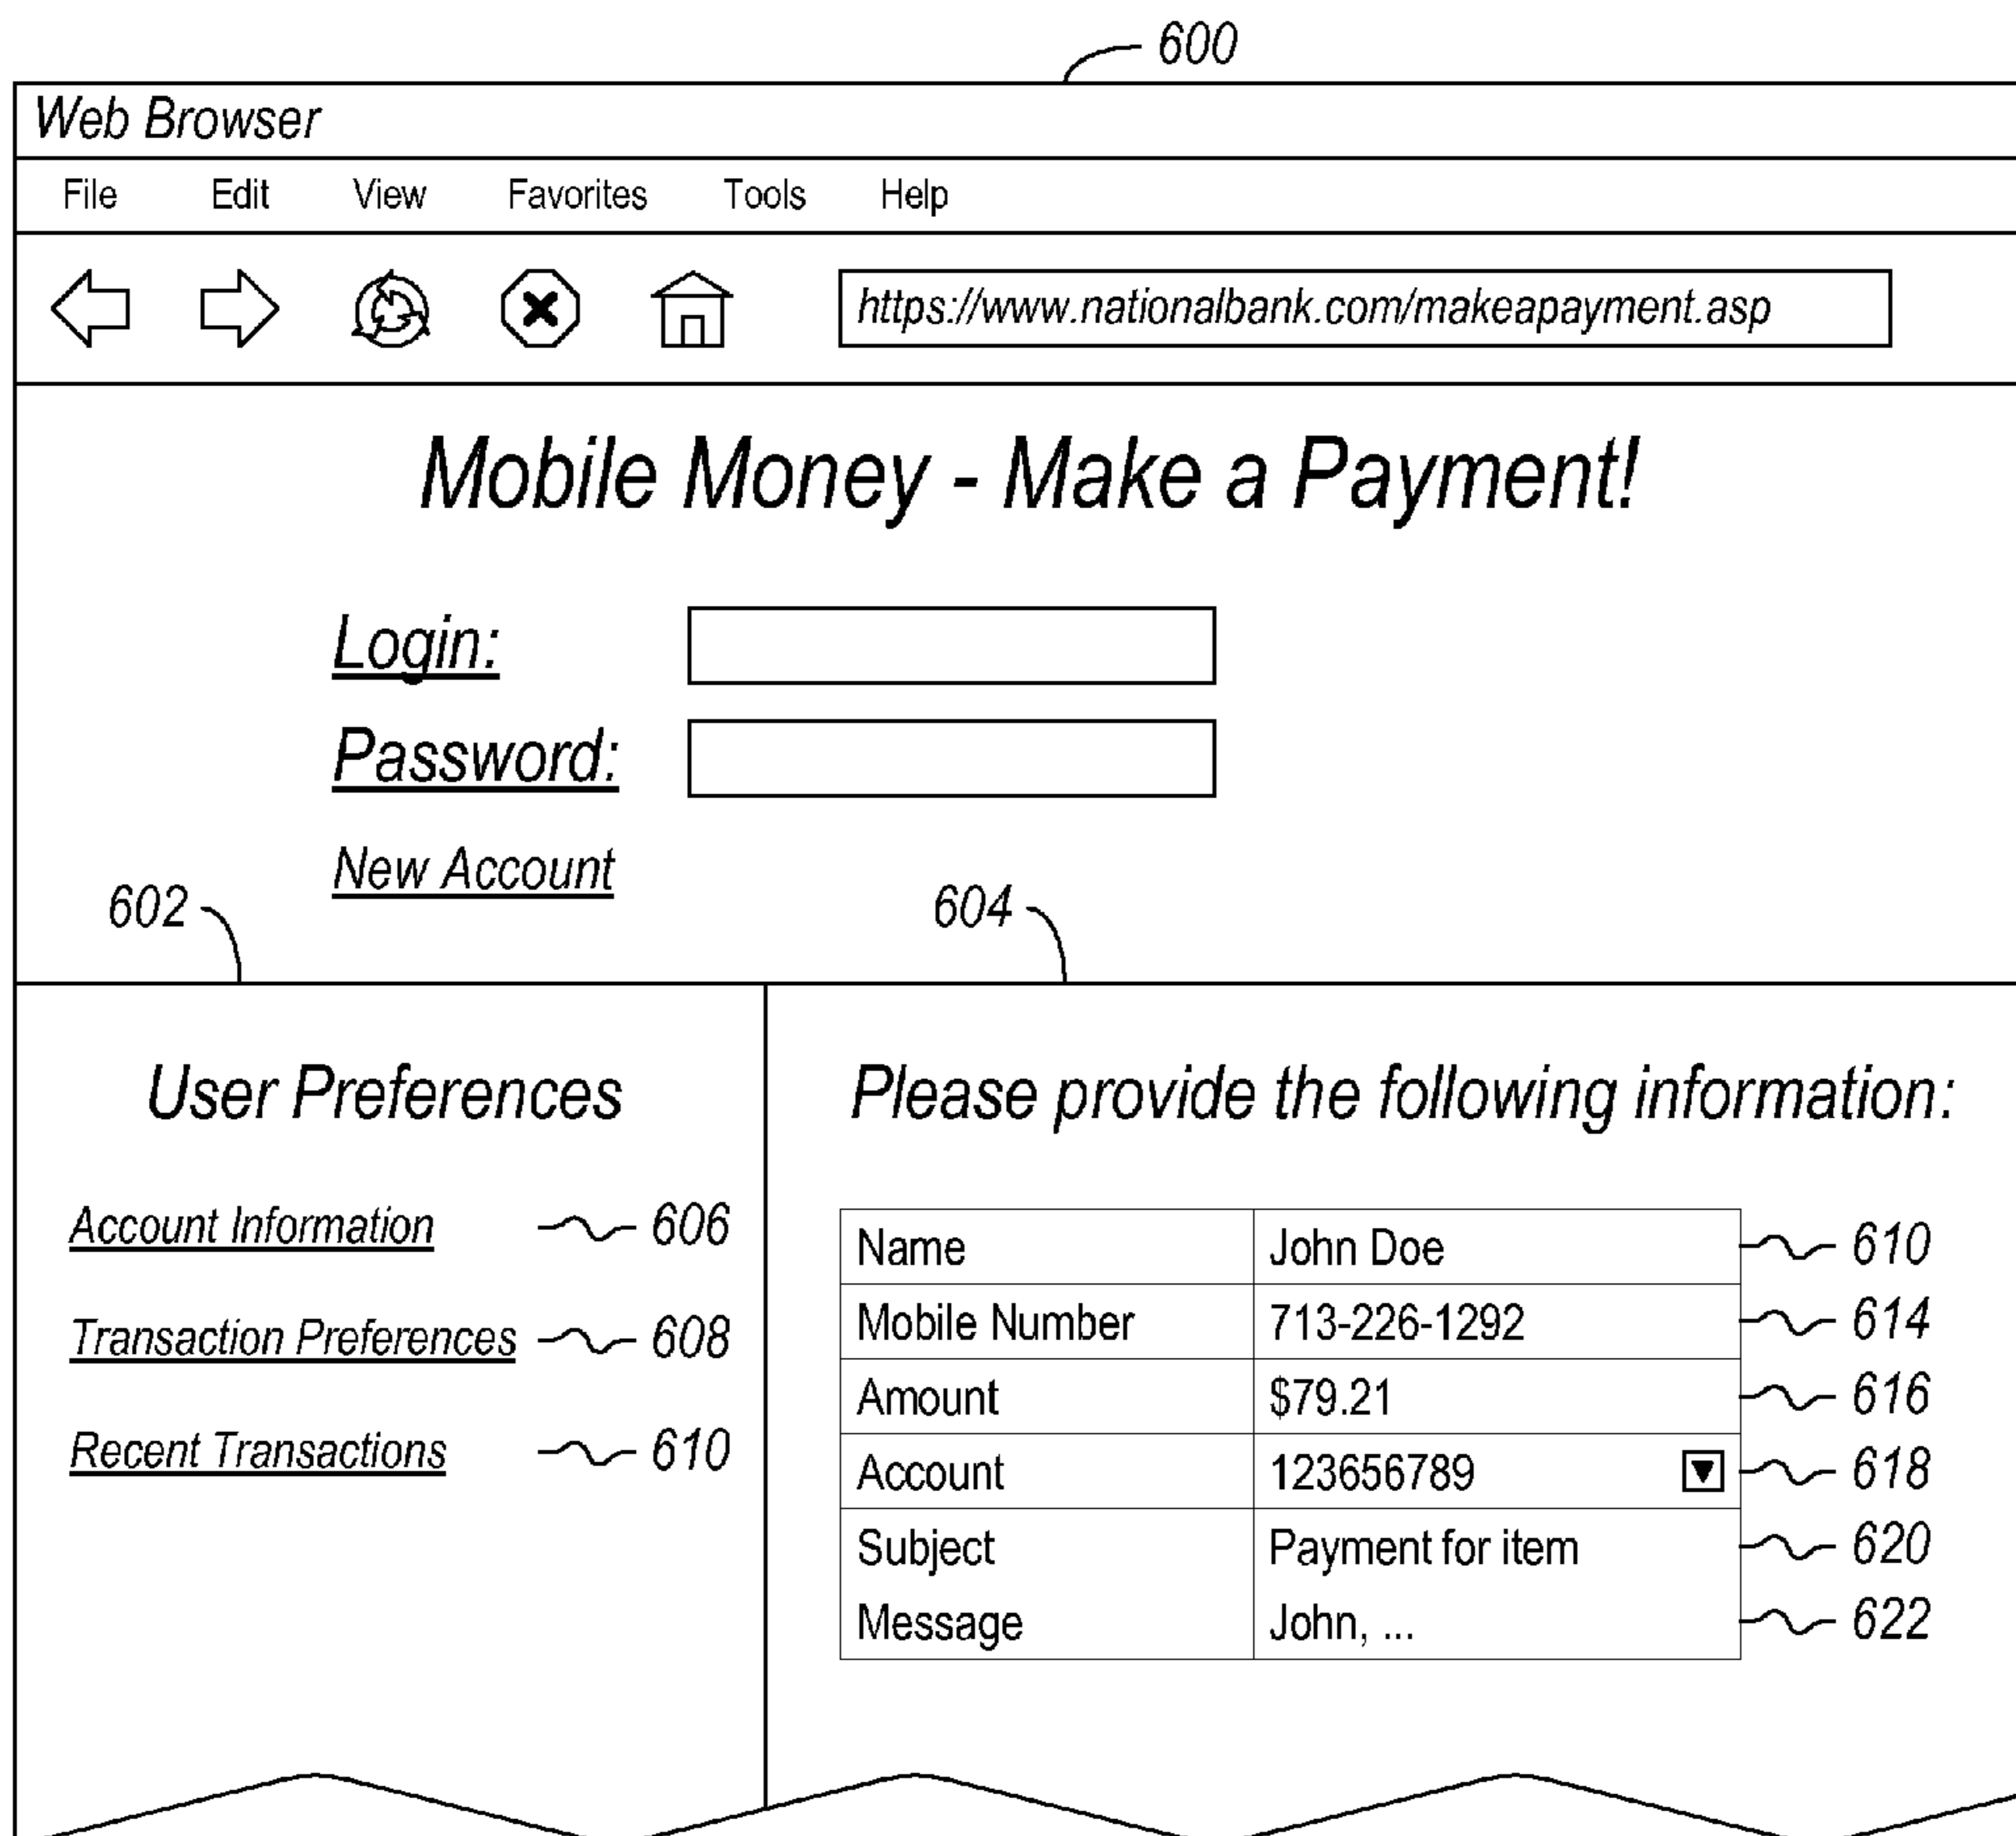 600
Web Browser
File Edit View Favorites Tools Help
https://www.nationalbank.com/makeapayment.asp
Mobile Money - Make a Payment!
Login:
Password:
New Account
602
604
User Preferences
Account Information 606
Transaction Preferences 608
Recent Transactions 610
Please provide the following information:
Name John Doe 610
Mobile Number 713-226-1292 614
Amount $79.21 616
Account 123656789 618
Subject Payment for item 620
Message John, ... 622